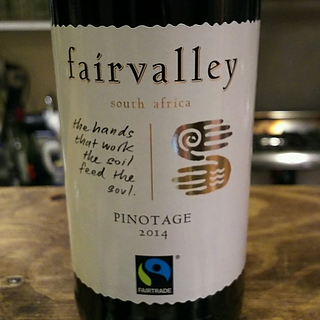 fairvalley
south africa
the hands
that work
the soil
feed the
soul.
PINOTAGE
2014
FAIRTRADE